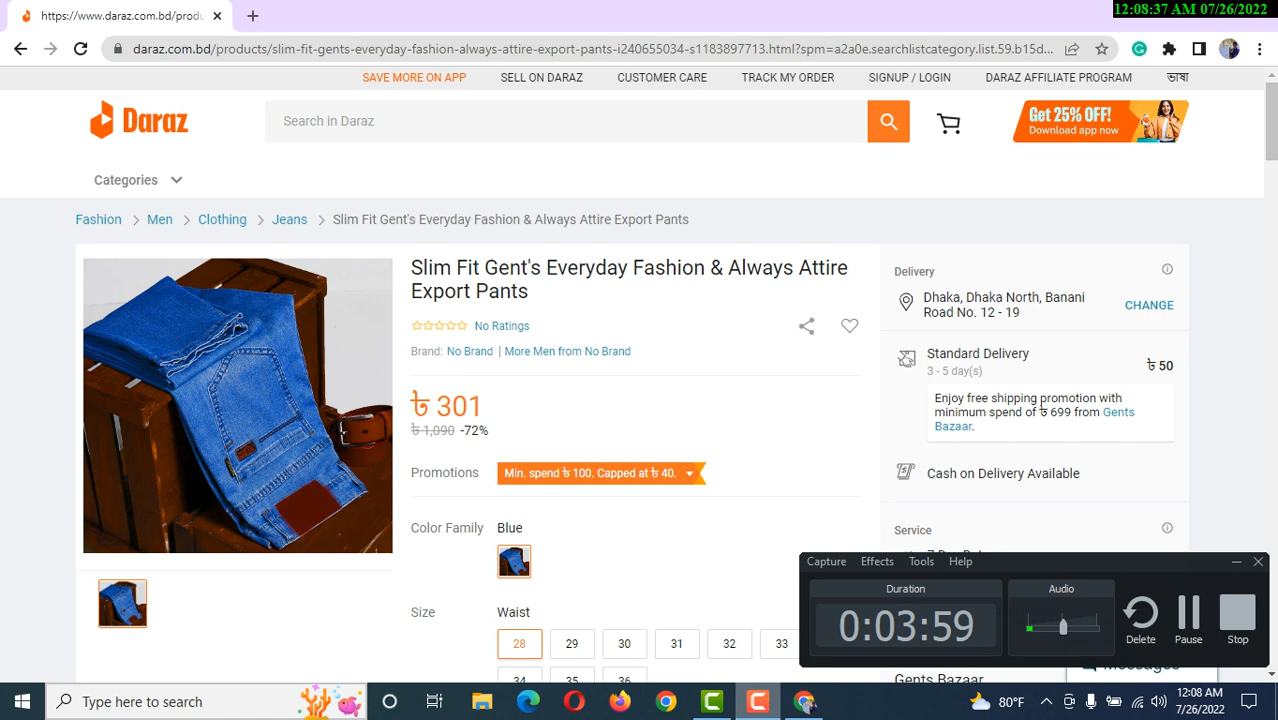 12:08:37 AM 07/26/2022
https://www.daraz.com.bd/produ
daraz.com.bd/products/slim-fit-gents-everyday-fashion-always-attire-export-pants-i240655034-s1183897713.html?spm=a2a0e.searchlistcategory.list.59.b15d...
SAVE MORE ON APP SELL ON DARAZ CUSTOMER CARE TRACK MY ORDER SIGNUP / LOGIN DARAZ AFFILIATE PROGRAM ভাষা
Daraz
Search in Daraz
Get 25% OFF!
Download app now
Categories
Fashion Men Clothing Jeans Slim Fit Gent's Everyday Fashion & Always Attire Export Pants
Slim Fit Gent's Everyday Fashion & Always Attire
Export Pants
No Ratings
Brand: No Brand | More Men from No Brand
৳ 301
৳ 1,090 -72%
Promotions Min. spend ৳ 100. Capped at ৳ 40.
Color Family Blue
Size Waist
28 29 30 31 32 33
34 35 36
Delivery
Dhaka, Dhaka North, Banani
Road No. 12 - 19
CHANGE
Standard Delivery
3 - 5 day(s)
৳ 50
Enjoy free shipping promotion with
minimum spend of ৳ 699 from Gents
Bazaar.
Cash on Delivery Available
Service
Capture Effects Tools Help
Duration Audio
0:03:59
Delete Pause Stop
Messages
Gents Bazaar
Type here to search
80°F
12:08 AM
7/26/2022